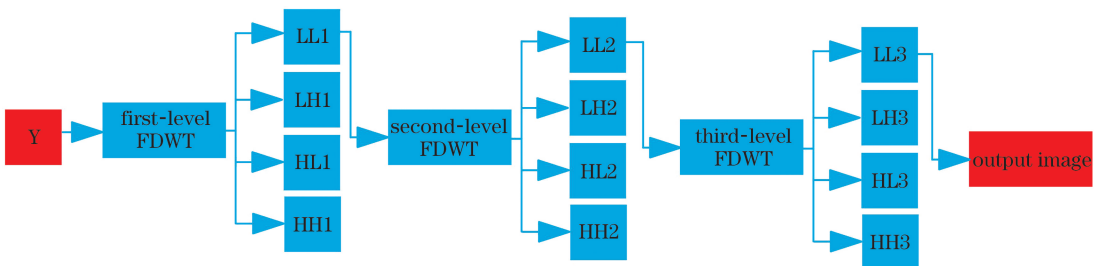 Y
first-level
FDWT
LL1
LH1
HL1
HH1
second-level
FDWT
LL2
LH2
HL2
HH2
third-level
FDWT
LL3
LH3
HL3
HH3
output image